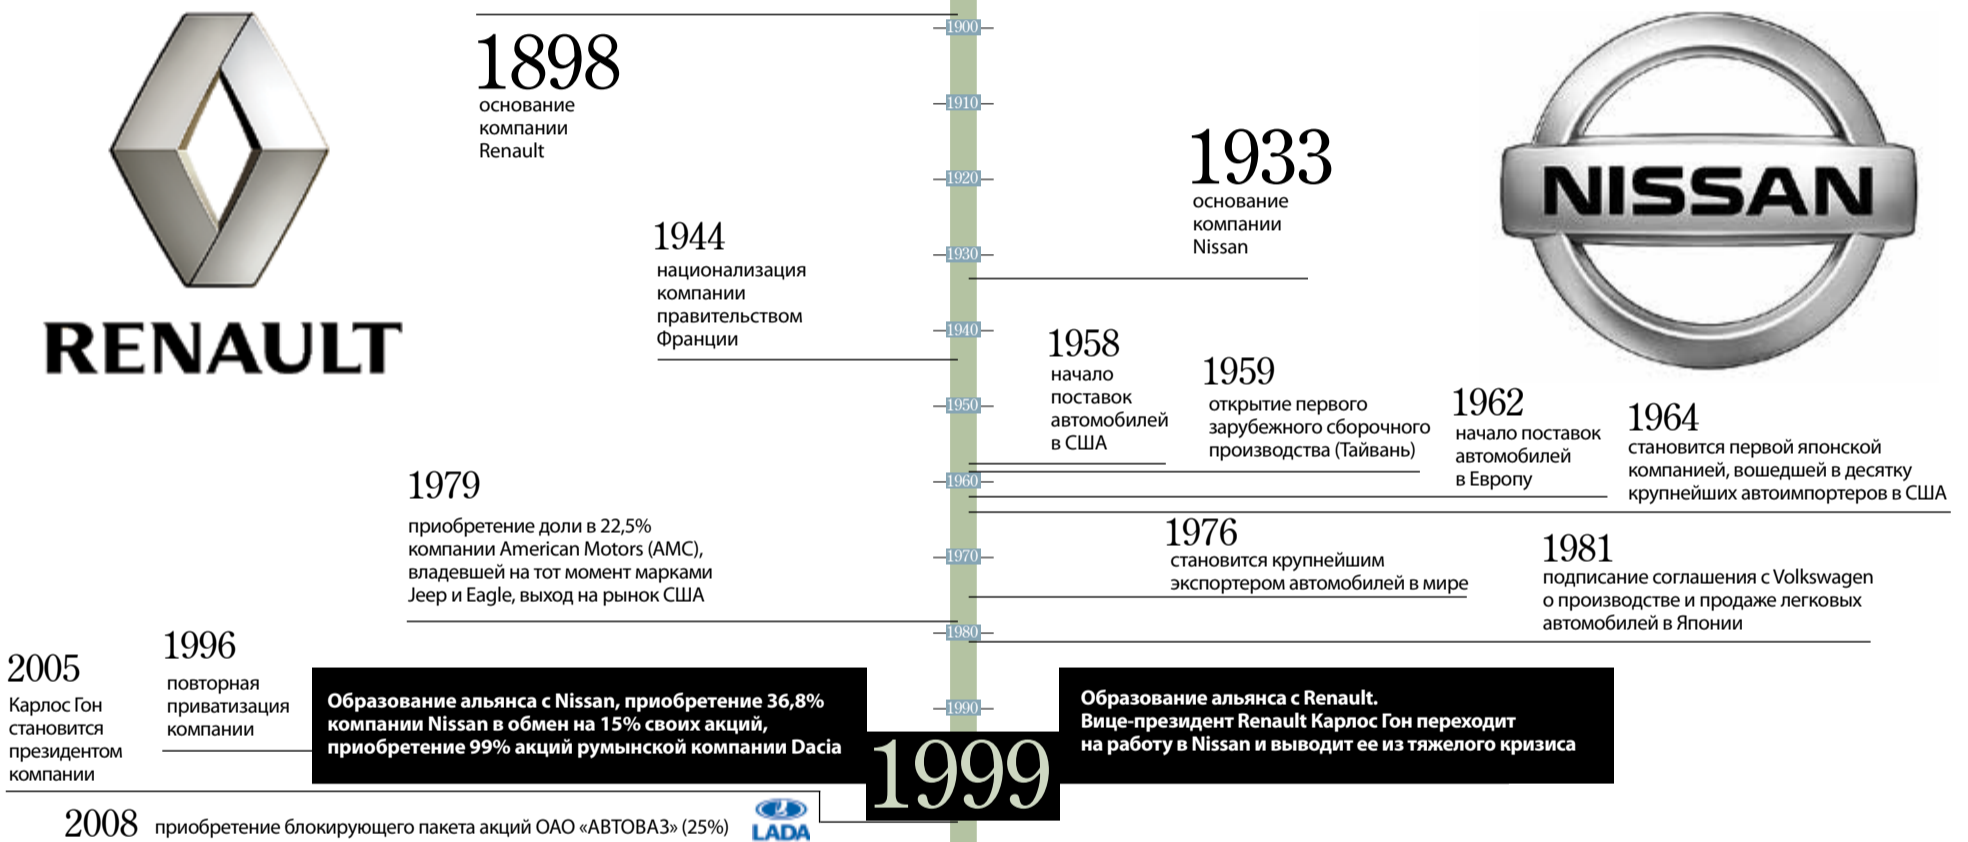 RENAULT
1898
основание
компании
Renault
1944
национализация
компании
правительством
Франции
1979
приобретение доли в 22,5%
компании American Motors (AMC),
владевшей на тот момент марками
Jeep и Eagle, выход на рынок США
1996
повторная
приватизация
компании
2005
Карлос Гон
становится
президентом
компании
Образование альянса с Nissan, приобретение 36,8%
компании Nissan в обмен на 15% своих акций,
приобретение 99% акций румынской компании Dacia
2008 приобретение блокирующего пакета акций ОАО «АВТОВАЗ» (25%)
LADA
1900
1910
1920
1930
1940
1950
1960
1970
1980
1990
1999
NISSAN
1933
основание
компании
Nissan
1958
начало
поставок
автомобилей
в США
1959
открытие первого
зарубежного сборочного
производства (Тайвань)
1962
начало поставок
автомобилей
в Европу
1964
становится первой японской
компанией, вошедшей в десятку
крупнейших автоимпортеров в США
1976
становится крупнейшим
экспортером автомобилей в мире
1981
подписание соглашения с Volkswagen
о производстве и продаже легковых
автомобилей в Японии
Образование альянса с Renault.
Вице-президент Renault Карлос Гон переходит
на работу в Nissan и выводит ее из тяжелого кризиса